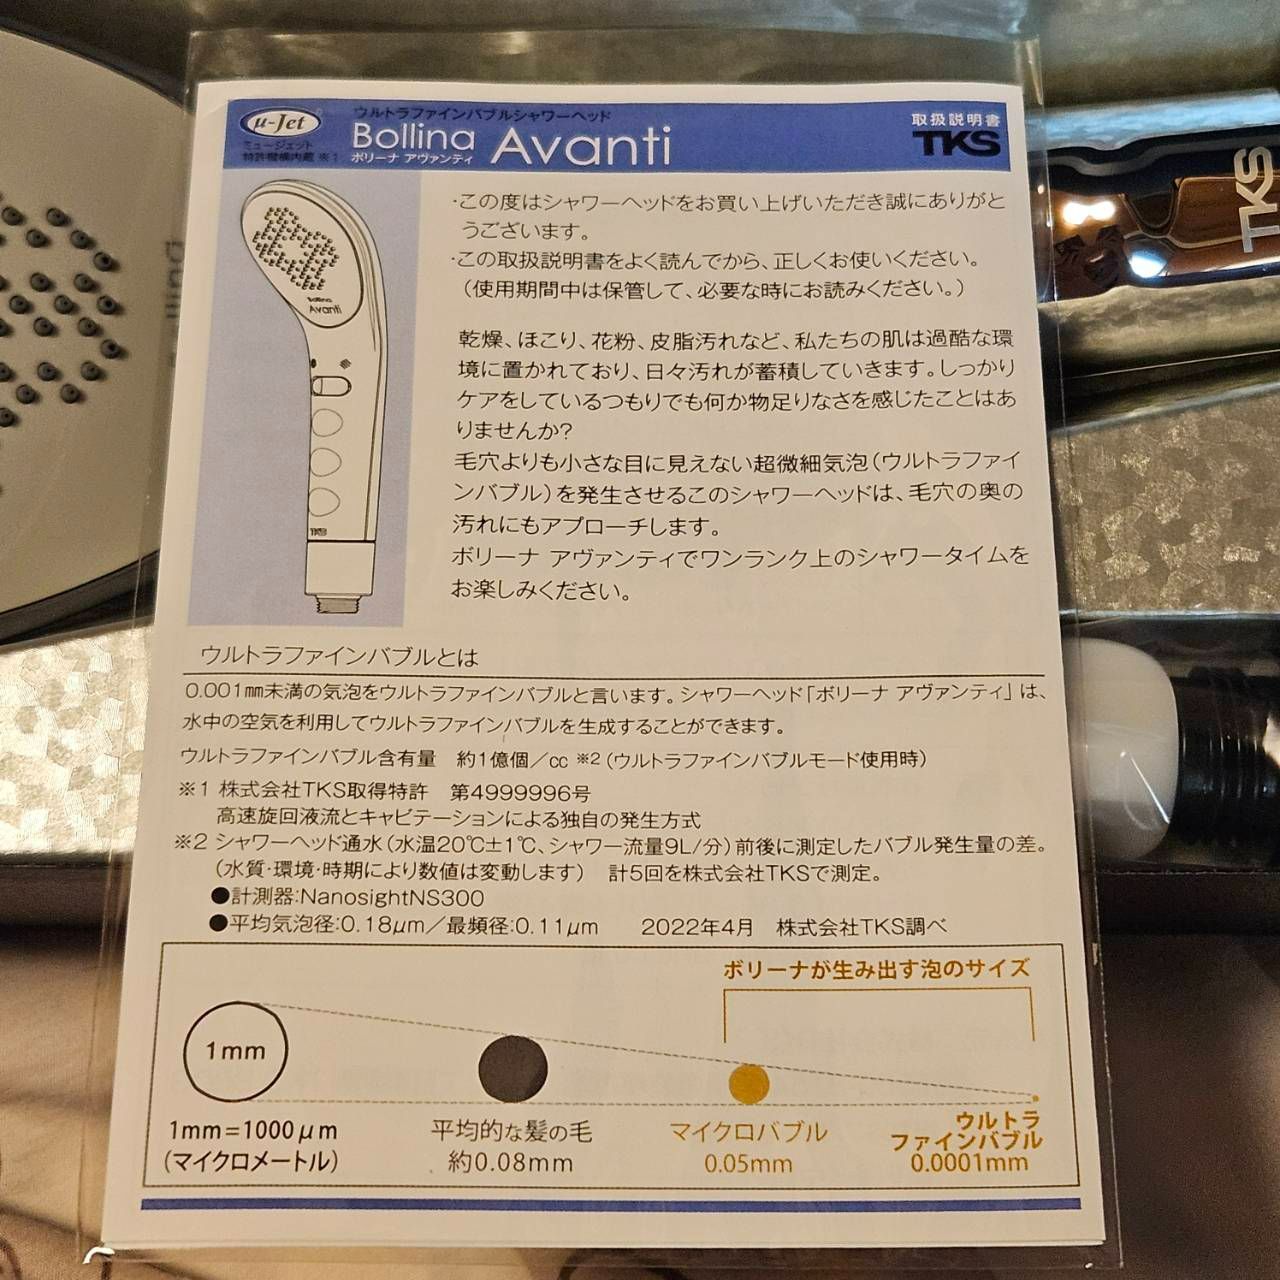 μ-Jet
ミュージェット
特許機構内蔵 ※1
ウルトラファインバブルシャワーヘッド
Bollina Avanti
ボリーナ アヴァンティ
取扱説明書
TKS
・この度はシャワーヘッドをお買い上げいただき誠にありがと
うございます。
・この取扱説明書をよく読んでから、正しくお使いください。
(使用期間中は保管して、必要な時にお読みください。)
乾燥、ほこり、花粉、皮脂汚れなど、私たちの肌は過酷な環
境に置かれており、日々汚れが蓄積していきます。しっかり
ケアをしているつもりでも何か物足りなさを感じたことはあ
りませんか?
毛穴よりも小さな目に見えない超微細気泡(ウルトラファイ
ンバブル)を発生させるこのシャワーヘッドは、毛穴の奥の
汚れにもアプローチします。
ボリーナ アヴァンティでワンランク上のシャワータイムを
お楽しみください。
Bollina
Avanti
TKS
ウルトラファインバブルとは
0.001㎜未満の気泡をウルトラファインバブルと言います。シャワーヘッド「ボリーナ アヴァンティ」は、
水中の空気を利用してウルトラファインバブルを生成することができます。
ウルトラファインバブル含有量 約1億個/cc ※2(ウルトラファインバブルモード使用時)
※1 株式会社TKS取得特許 第4999996号
高速旋回液流とキャビテーションによる独自の発生方式
※2 シャワーヘッド通水(水温20℃±1℃、シャワー流量9L/分)前後に測定したバブル発生量の差。
(水質・環境・時期により数値は変動します) 計5回を株式会社TKSで測定。
●計測器:NanosightNS300
●平均気泡径:0.18μm/最頻径:0.11μm 2022年4月 株式会社TKS調べ
ボリーナが生み出す泡のサイズ
1mm
1mm=1000μm
(マイクロメートル)
平均的な髪の毛
約0.08mm
マイクロバブル
0.05mm
ウルトラ
ファインバブル
0.0001mm
TKS
Bollina